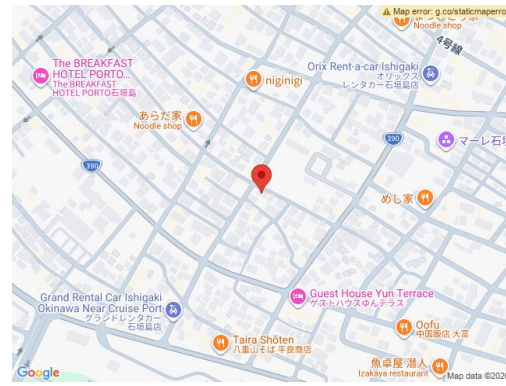 Map error: g.co/staticmaperro
Noodle shop
4号線
Orix Rent-a-car Ishigaki
オリックス
レンタカー石垣島店
The BREAKFAST
HOTEL PORTO...
The BREAKFAST
HOTEL PORTO石垣島
niginigi
あらだ家
Noodle shop
390
390
マーレ石垣
めし家
Guest House Yun Terrace
ゲストハウスゆんテラス
Grand Rental Car Ishigaki
Okinawa Near Cruise Port
グランドレンタカー
石垣島店
Oofu
中国飯店 大富
Taira Shōten
八重山そば 平良商店
魚卓屋 潜人
Izakaya restaurant
Google
Map data ©2026